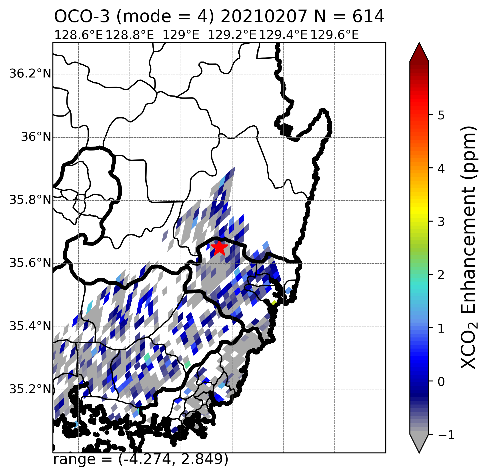 OCO-3 (mode = 4) 20210207 N = 614
128.6°E 128.8°E 129°E 129.2°E 129.4°E 129.6°E
36.2°N
36°N
35.8°N
35.6°N
35.4°N
35.2°N
5
4
3
2
1
0
−1
XCO₂ Enhancement (ppm)
range = (-4.274, 2.849)